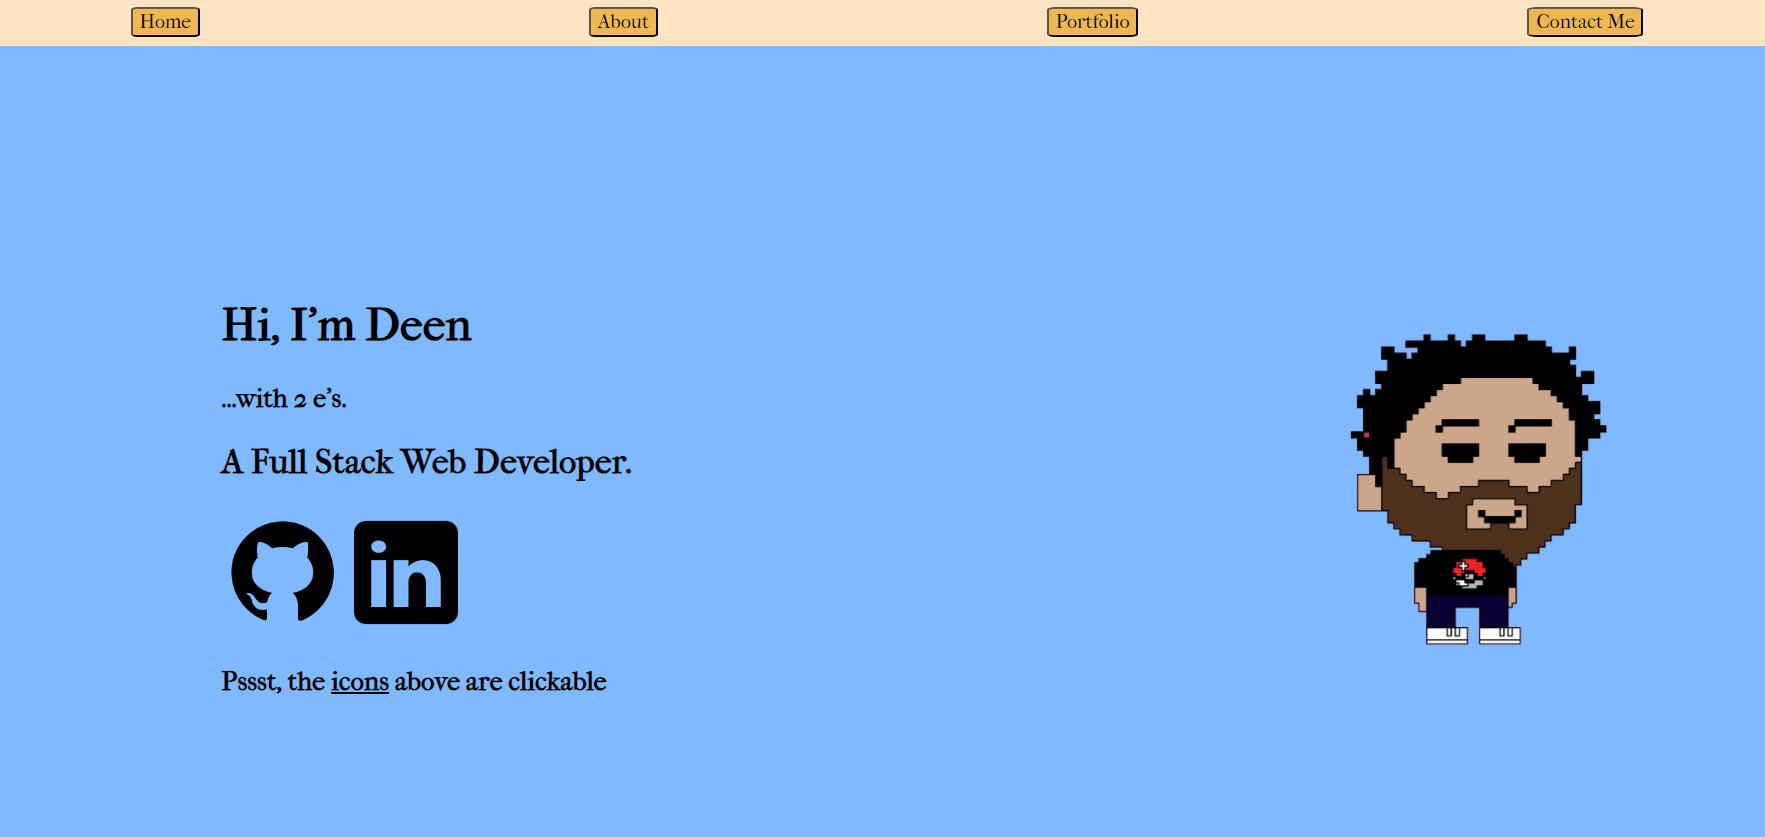 Home
About
Portfolio
Contact Me
Hi, I’m Deen
...with 2 e’s.
A Full Stack Web Developer.
in
Pssst, the icons above are clickable